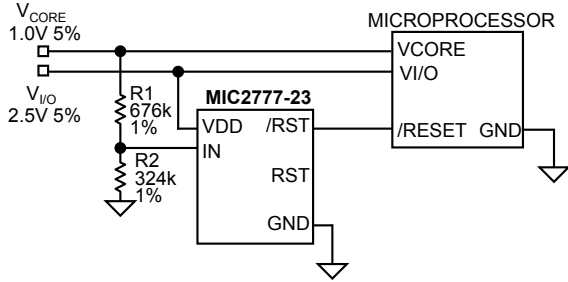 VCORE
1.0V 5%
VI/O
2.5V 5%
R1
676k
1%
R2
324k
1%
MIC2777-23
VDD
/RST
IN
RST
GND
MICROPROCESSOR
VCORE
VI/O
/RESET
GND